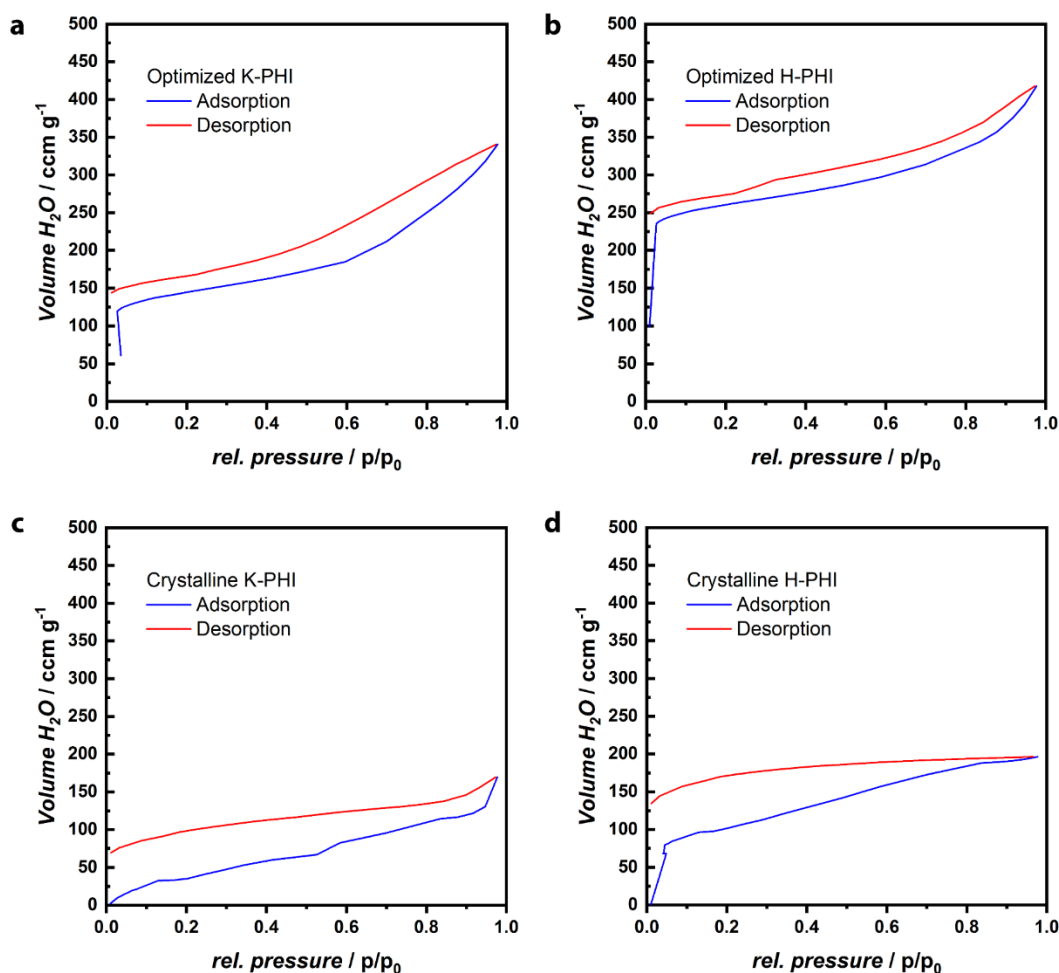 a
Volume H₂O / ccm g⁻¹
500
450
400
350
300
250
200
150
100
50
0
Optimized K-PHI
Adsorption
Desorption
0.0 0.2 0.4 0.6 0.8 1.0
rel. pressure / p/p₀
b
Volume H₂O / ccm g⁻¹
500
450
400
350
300
250
200
150
100
50
0
Optimized H-PHI
Adsorption
Desorption
0.0 0.2 0.4 0.6 0.8 1.0
rel. pressure / p/p₀
c
Volume H₂O / ccm g⁻¹
500
450
400
350
300
250
200
150
100
50
0
Crystalline K-PHI
Adsorption
Desorption
0.0 0.2 0.4 0.6 0.8 1.0
rel. pressure / p/p₀
d
Volume H₂O / ccm g⁻¹
500
450
400
350
300
250
200
150
100
50
0
Crystalline H-PHI
Adsorption
Desorption
0.0 0.2 0.4 0.6 0.8 1.0
rel. pressure / p/p₀